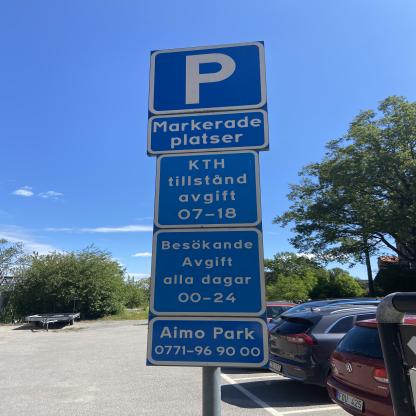 P
Markerade
platser
KTH
tillstånd
avgift
07–18
Besökande
Avgift
alla dagar
00–24
Aimo Park
0771-96 90 00